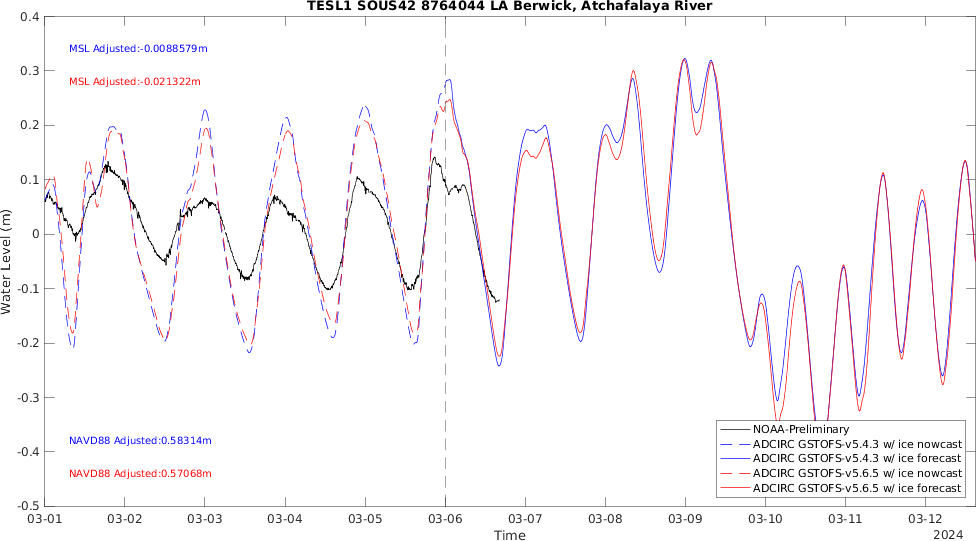 TESL1 SOUS42 8764044 LA Berwick, Atchafalaya River
0.4
0.3
0.2
0.1
0
-0.1
-0.2
-0.3
-0.4
-0.5
Water Level (m)
MSL Adjusted:-0.0088579m
MSL Adjusted:-0.021322m
NAVD88 Adjusted:0.58314m
NAVD88 Adjusted:0.57068m
NOAA-Preliminary
ADCIRC GSTOFS-v5.4.3 w/ ice nowcast
ADCIRC GSTOFS-v5.4.3 w/ ice forecast
ADCIRC GSTOFS-v5.6.5 w/ ice nowcast
ADCIRC GSTOFS-v5.6.5 w/ ice forecast
03-01 03-02 03-03 03-04 03-05 03-06 03-07 03-08 03-09 03-10 03-11 03-12
Time
2024